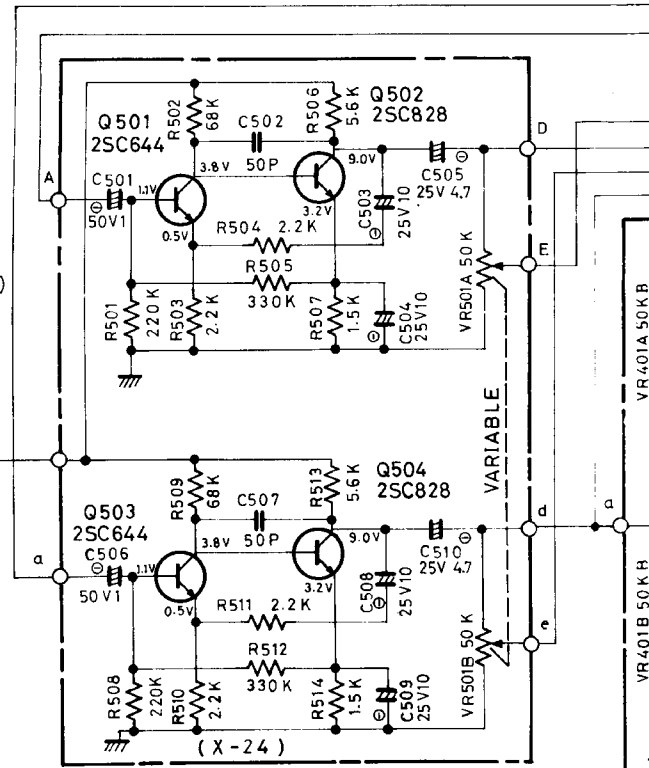 Q501
2SC644
R502
68K
C502
50P
R506
5.6K
Q502
2SC828
3.8V
9.0V
A
C501
50V1
1.1V
0.5V
3.2V
C503
25V10
C505
25V 4.7
D
R504 2.2K
R505
330K
R501
220K
R503
2.2K
R507
1.5K
C504
25V10
VR501A 50K
E
VR401A 50KB
VARIABLE
Q503
2SC644
R509
68K
C507
50P
R513
5.6K
Q504
2SC828
3.8V
9.0V
a
C506
50V1
1.1V
0.5V
3.2V
C508
25V10
C510
25V 4.7
d
a
R511 2.2K
R512
330K
R508
220K
R510
2.2K
R514
1.5K
C509
25V10
VR501B 50K
e
VR401B 50KB
(X-24)